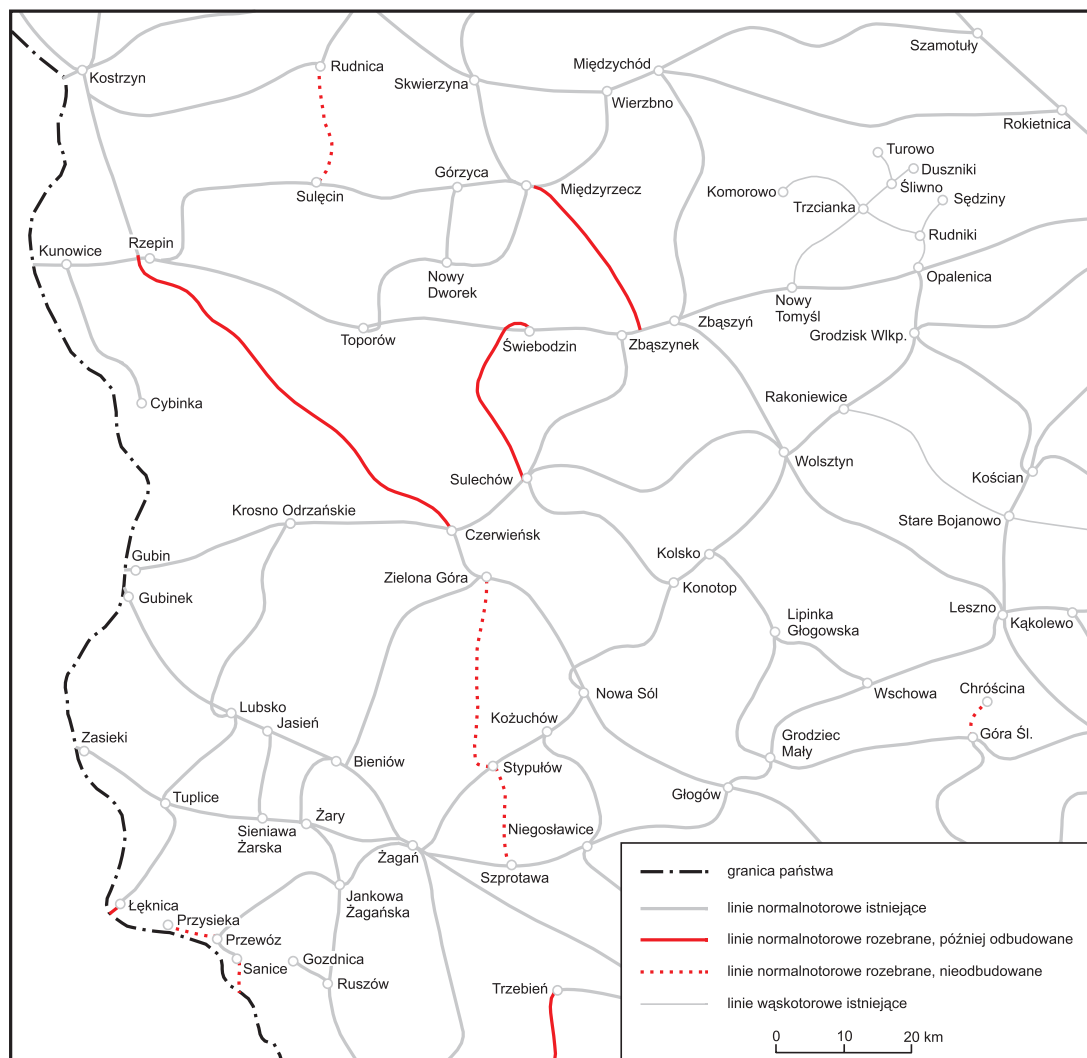 Szamotuły
Rudnica
Międzychód
Kostrzyn
Skwierzyna
Wierzbno
Rokietnica
Turowo
Duszniki
Górzyca
Śliwno
Międzyrzecz
Komorowo
Sędziny
Sulęcin
Trzcianka
Rudniki
Rzepin
Kunowice
Nowy
Dworek
Opalenica
Nowy
Tomyśl
Zbąszyń
Toporów
Świebodzin
Zbąszynek
Grodzisk Wlkp.
Rakoniewice
Cybinka
Wolsztyn
Kościan
Sulechów
Krosno Odrzańskie
Stare Bojanowo
Czerwieńsk
Gubin
Kolsko
Zielona Góra
Konotop
Gubinek
Leszno
Kąkolewo
Lipinka
Głogowska
Nowa Sól
Wschowa
Chróścina
Lubsko
Jasień
Kożuchów
Zasieki
Grodziec
Mały
Góra Śl.
Bieniów
Stypułów
Głogów
Tuplice
Sieniawa
Żarska
Żary
Niegosławice
Żagań
Szprotawa
Jankowa
Żagańska
Łęknica
Przysieka
Przewóz
Sanice
Gozdnica
Ruszów
Trzebień
granica państwa
linie normalnotorowe istniejące
linie normalnotorowe rozebrane, później odbudowane
linie normalnotorowe rozebrane, nieodbudowane
linie wąskotorowe istniejące
0 10 20 km